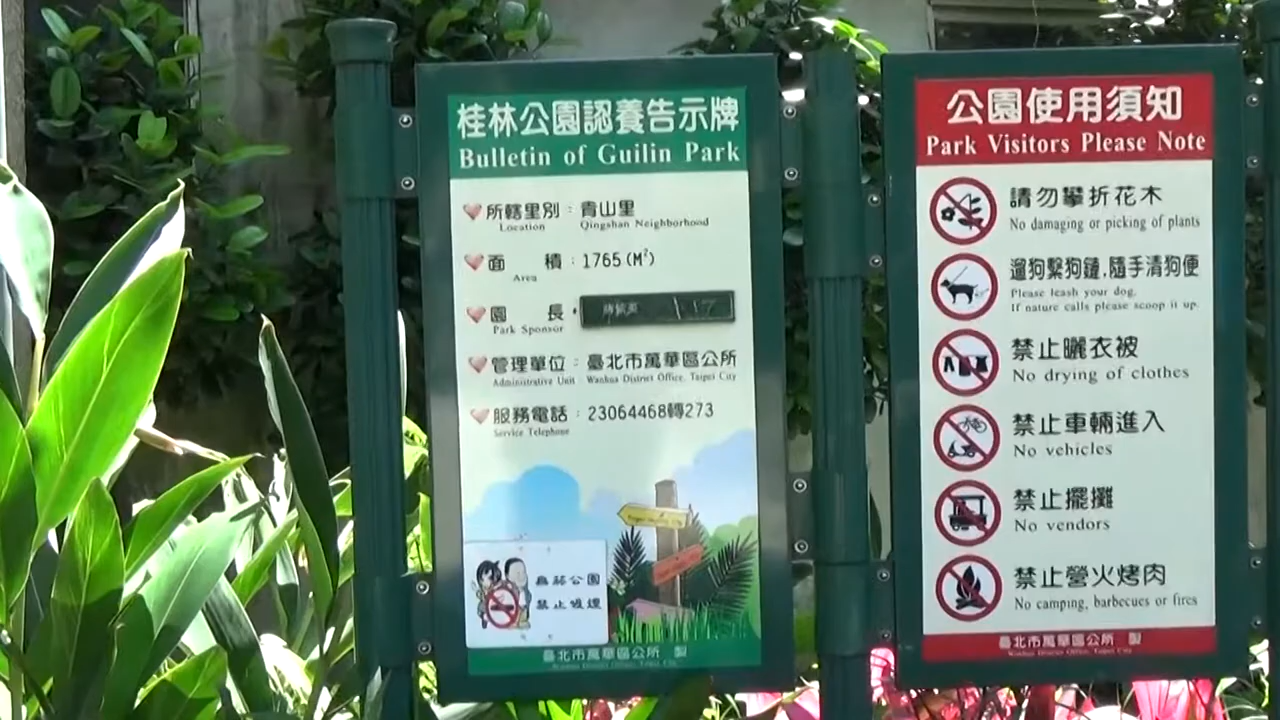 桂林公園認養告示牌
Bulletin of Guilin Park
所轄里別：青山里
Location Qingshan Neighborhood
面 積：1765(M²)
Area
園 長：
Park Sponsor
管理單位：臺北市萬華區公所
Administrative Unit Wanhua District Office, Taipei City
服務電話：23064468轉273
Service Telephone
無菸公園
禁止吸煙
臺北市萬華區公所 製
Wanhua District Office, Taipei City
公園使用須知
Park Visitors Please Note
請勿攀折花木
No damaging or picking of plants
遛狗繫狗鏈,隨手清狗便
Please leash your dog,
If nature calls please scoop it up.
禁止曬衣被
No drying of clothes
禁止車輛進入
No vehicles
禁止擺攤
No vendors
禁止營火烤肉
No camping, barbecues or fires
臺北市萬華區公所 製
Wanhua District Office, Taipei City